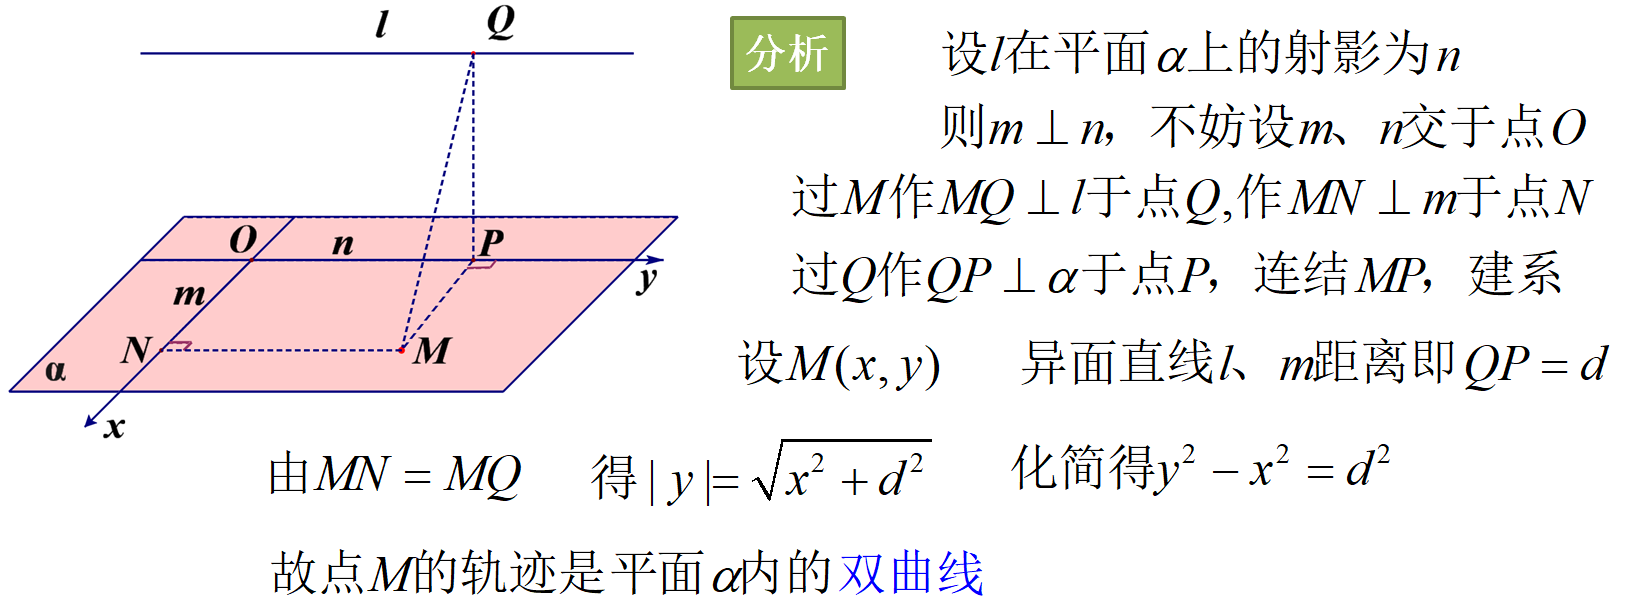 l Q
分析
设l在平面α上的射影为n
则m⊥n，不妨设m、n交于点O
过M作MQ⊥l于点Q,作MN⊥m于点N
O n P
y
过Q作QP⊥α于点P，连结MP，建系
m
N M
α
设M(x, y) 异面直线l、m距离即QP = d
x
由MN = MQ 得| y |= √(x² + d²) 化简得y² − x² = d²
故点M的轨迹是平面α内的双曲线